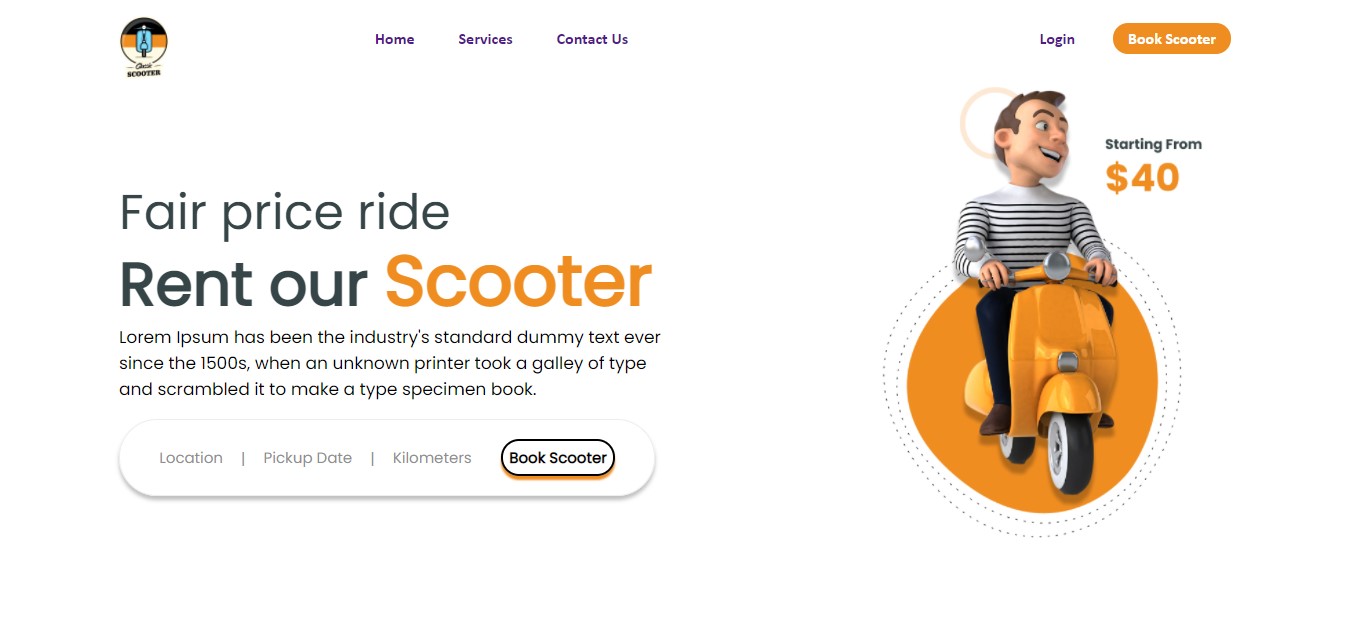 Classic
SCOOTER
Home Services Contact Us Login Book Scooter
Starting From
$40
Fair price ride
Rent our Scooter
Lorem Ipsum has been the industry's standard dummy text ever
since the 1500s, when an unknown printer took a galley of type
and scrambled it to make a type specimen book.
Location | Pickup Date | Kilometers Book Scooter